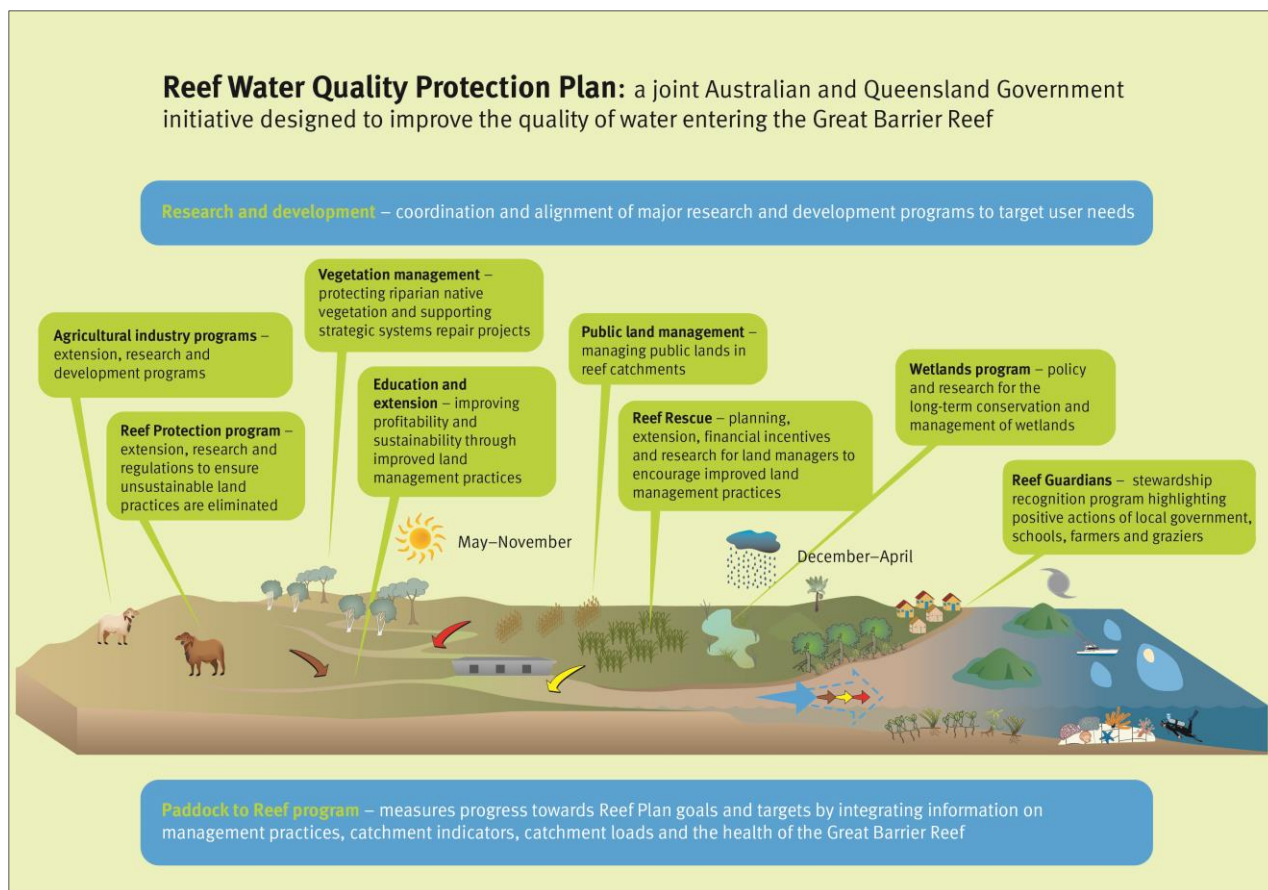 Reef Water Quality Protection Plan: a joint Australian and Queensland Government
initiative designed to improve the quality of water entering the Great Barrier Reef
Research and development – coordination and alignment of major research and development programs to target user needs
Vegetation management –
protecting riparian native
vegetation and supporting
strategic systems repair projects
Agricultural industry programs –
extension, research and
development programs
Public land management –
managing public lands in
reef catchments
Wetlands program – policy
and research for the
long-term conservation and
management of wetlands
Education and
extension – improving
profitability and
sustainability through
improved land
management practices
Reef Rescue – planning,
extension, financial incentives
and research for land managers to
encourage improved land
management practices
Reef Protection program –
extension, research and
regulations to ensure
unsustainable land
practices are eliminated
Reef Guardians – stewardship
recognition program highlighting
positive actions of local government,
schools, farmers and graziers
May–November
December–April
Paddock to Reef program – measures progress towards Reef Plan goals and targets by integrating information on
management practices, catchment indicators, catchment loads and the health of the Great Barrier Reef